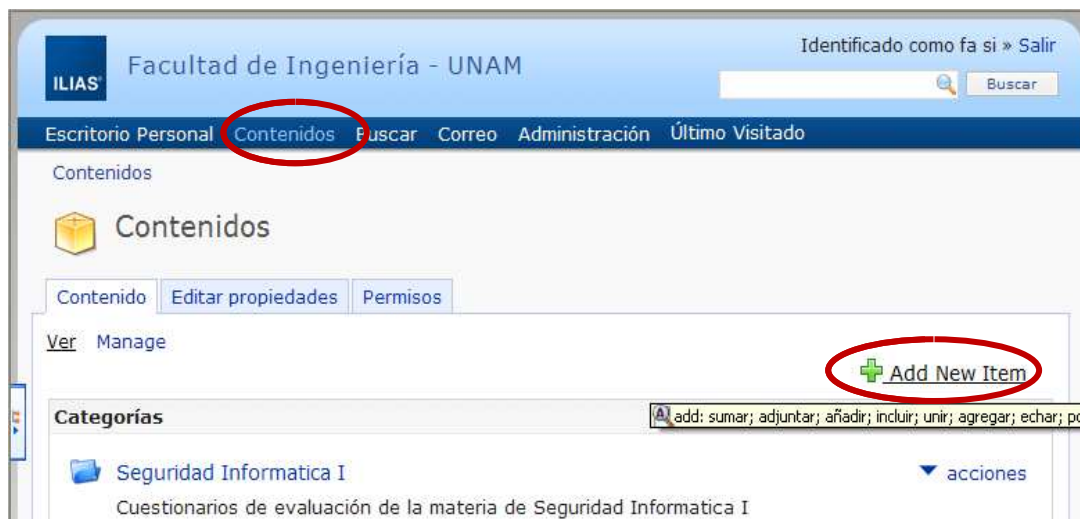 Identificado como fa si » Salir
ILIAS
Facultad de Ingeniería - UNAM
Buscar
Escritorio Personal Contenidos Buscar Correo Administración Último Visitado
Contenidos
Contenidos
Contenido Editar propiedades Permisos
Ver Manage
Add New Item
Categorías
add: sumar; adjuntar; añadir; incluir; unir; agregar; echar; po
Seguridad Informatica I
acciones
Cuestionarios de evaluación de la materia de Seguridad Informatica I